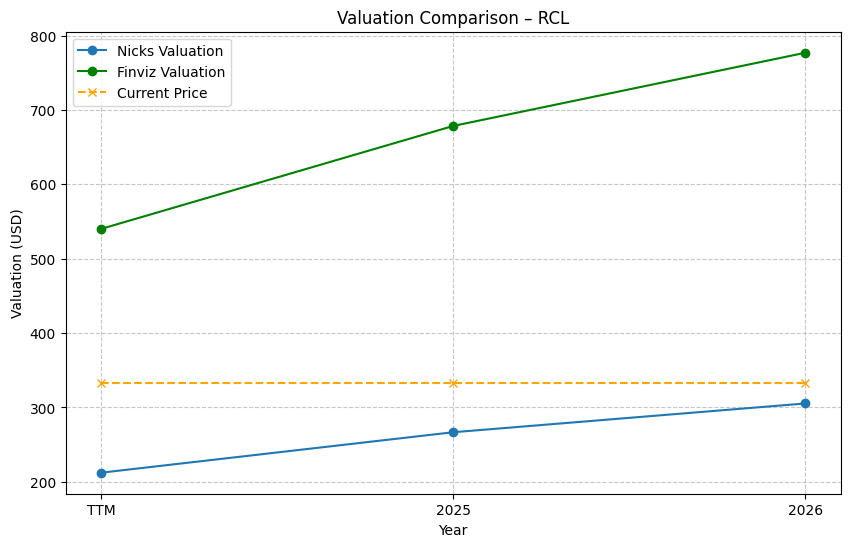 Valuation Comparison – RCL
Nicks Valuation
Finviz Valuation
Current Price
Valuation (USD)
800
700
600
500
400
300
200
TTM
2025
2026
Year